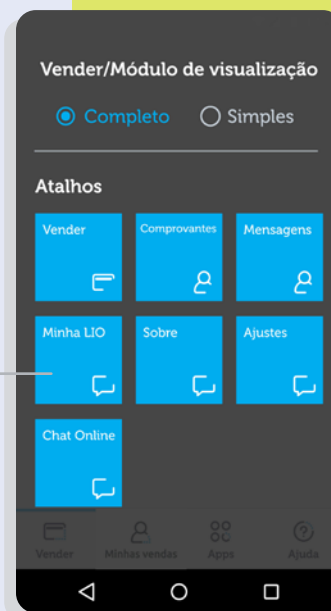 Vender/Módulo de visualização
Completo Simples
Atalhos
Vender Comprovantes Mensagens
Minha LIO Sobre Ajustes
Chat Online
Vender Minhas vendas Apps Ajuda